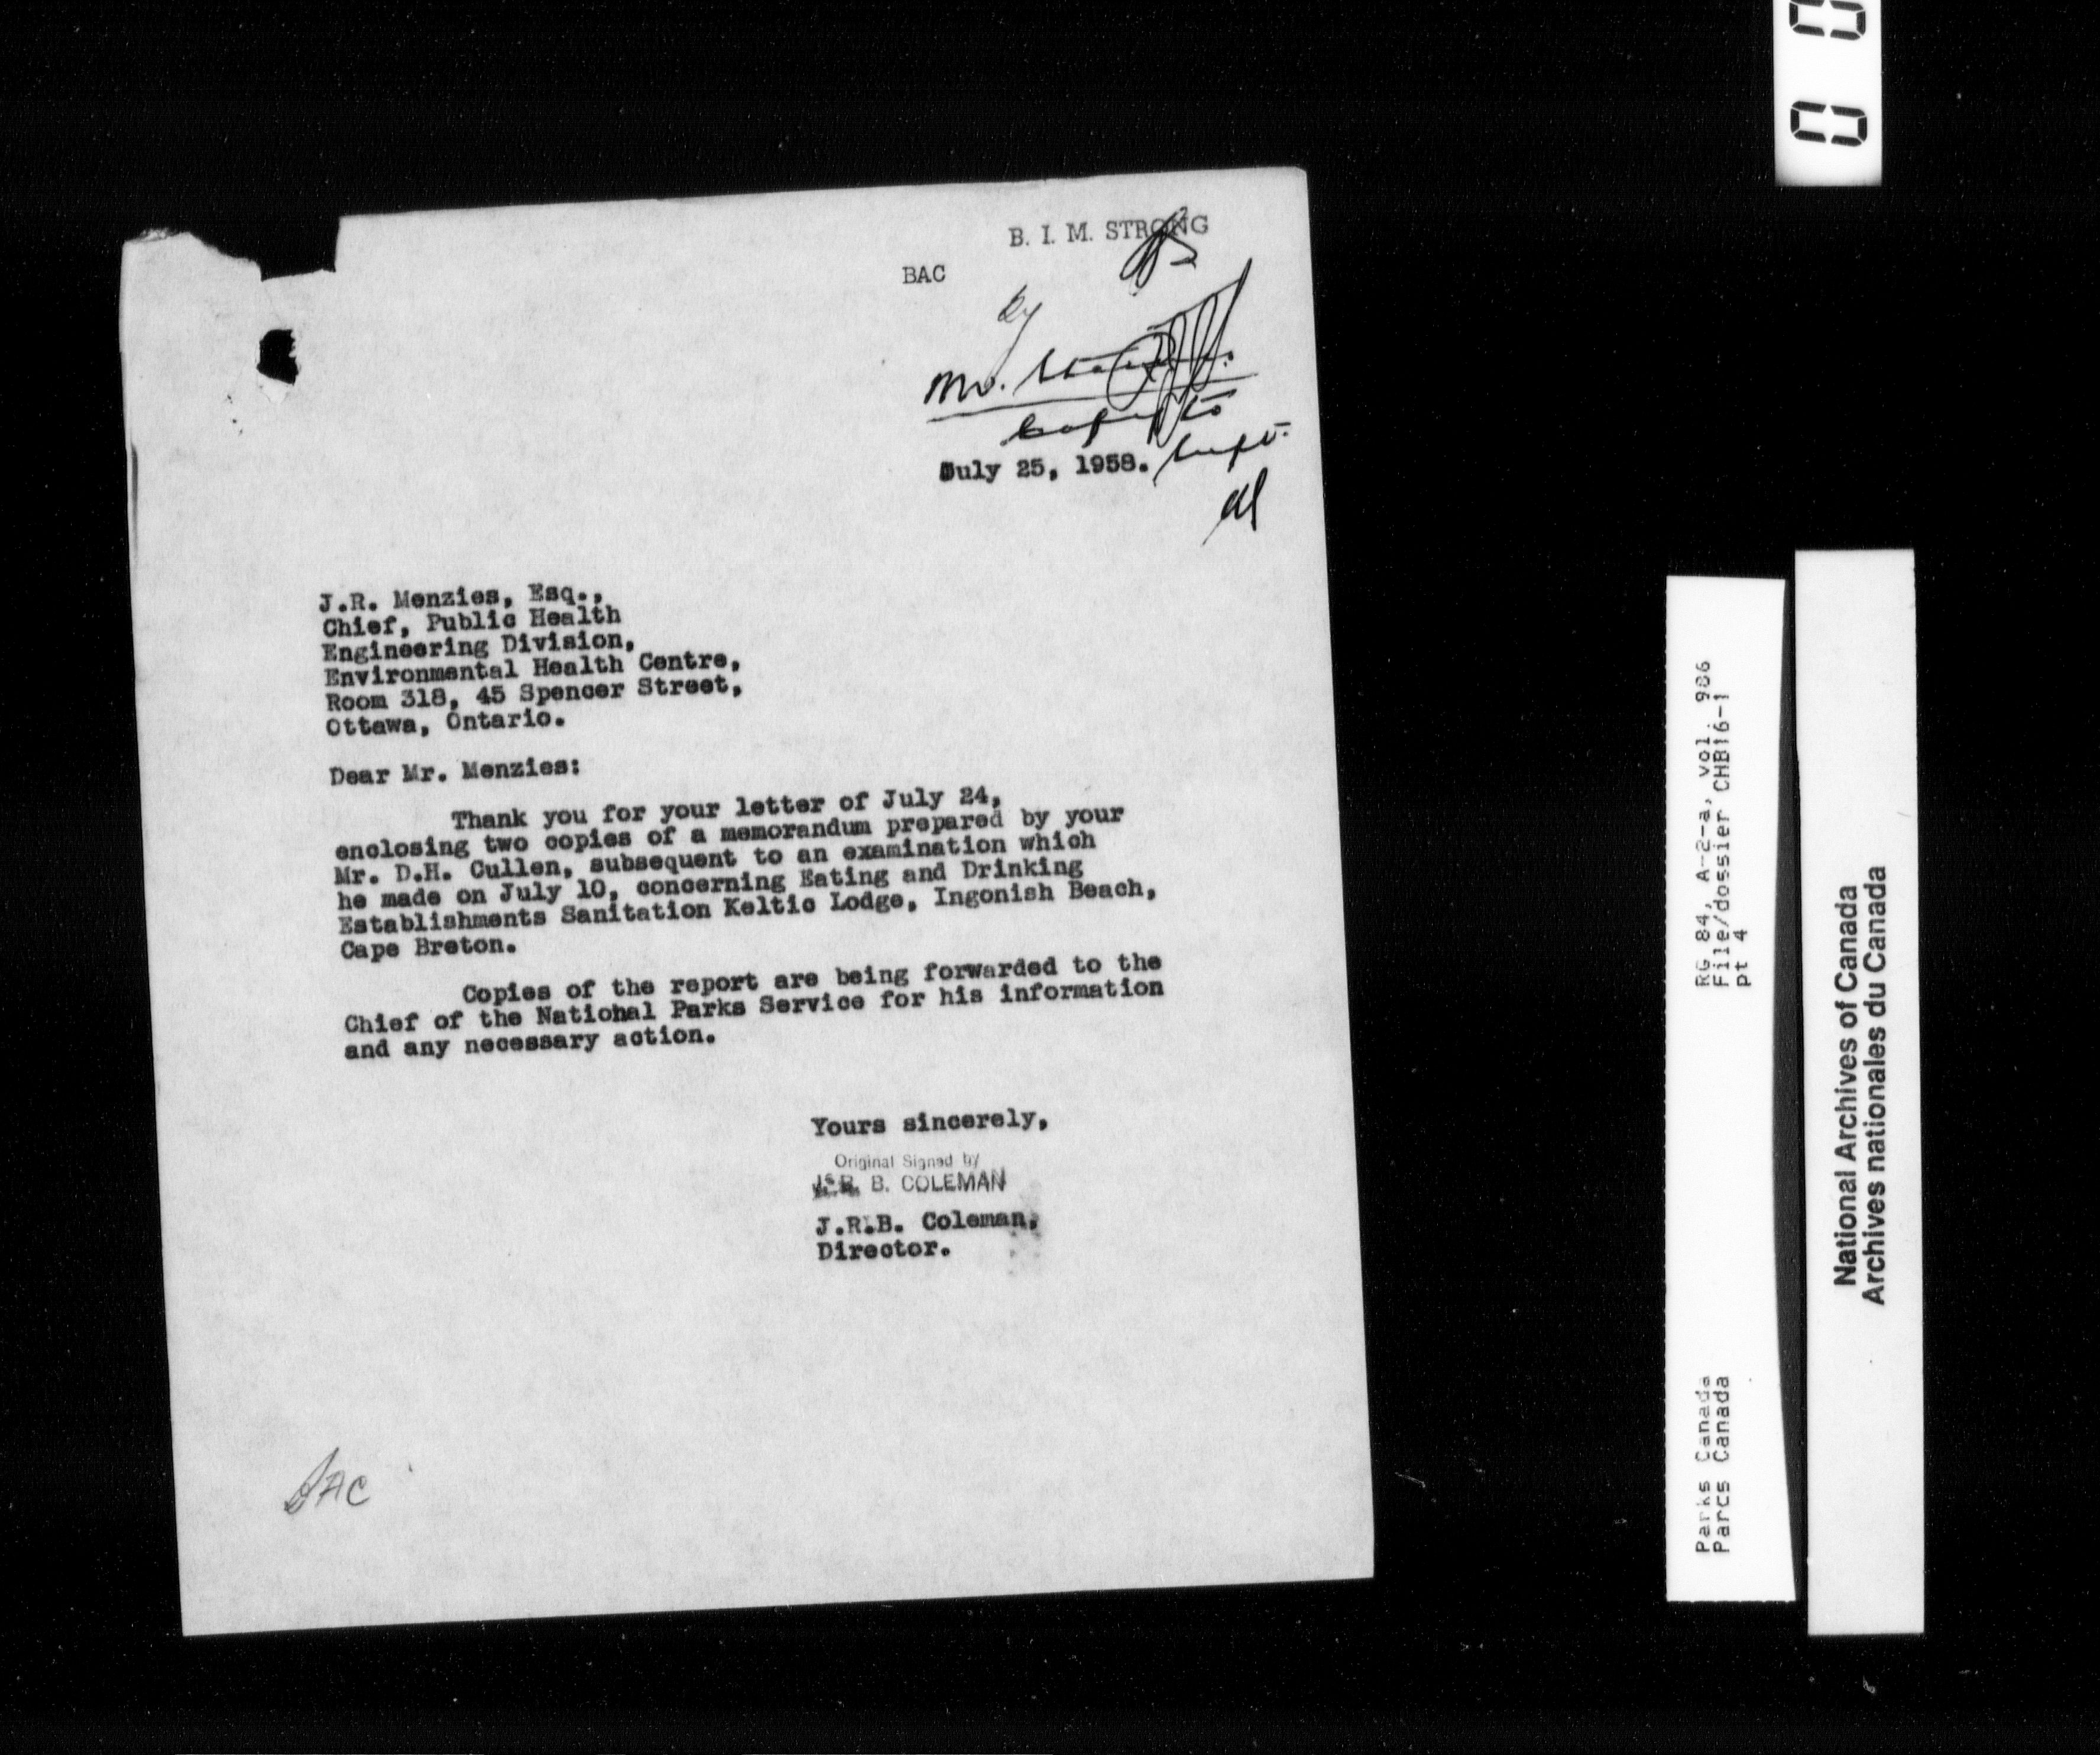 B. I. M. STRONG
BAC
Mr.
Copy to
Supt.
July 25, 1958.
J.R. Menzies, Esq.,
Chief, Public Health
Engineering Division,
Environmental Health Centre,
Room 318, 45 Spencer Street,
Ottawa, Ontario.
Dear Mr. Menzies:
Thank you for your letter of July 24,
enclosing two copies of a memorandum prepared by your
Mr. D.H. Cullen, subsequent to an examination which
he made on July 10, concerning Eating and Drinking
Establishments Sanitation Keltic Lodge, Ingonish Beach,
Cape Breton.
Copies of the report are being forwarded to the
Chief of the National Parks Service for his information
and any necessary action.
Yours sincerely,
Original Signed by
J. R. B. COLEMAN
J.R.B. Coleman,
Director.
BAC
RG 84, A-2-a, vol. 986
File/dossier CHB16-1
pt 4
Parks Canada
Parcs Canada
National Archives of Canada
Archives nationales du Canada